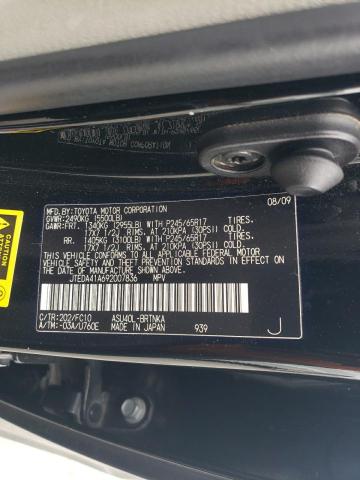 08/09
MFD.BY:TOYOTA MOTOR CORPORATION
GVWR:2490KG (5500LB)
GAWR:FRT. 1340KG (2955LB) WITH P245/65R17 TIRES.
17X7 1/2J RIMS, AT 210KPA (30PSI) COLD
RR. 1405KG (3100LB) WITH P245/65R17 TIRES.
17X7 1/2J RIMS, AT 210KPA (30PSI) COLD
THIS VEHICLE CONFORMS TO ALL APPLICABLE FEDERAL MOTOR
VEHICLE SAFETY AND THEFT PREVENTION STANDARDS IN
EFFECT ON THE DATE OF MANUFACTURE SHOWN ABOVE.
JTEDA41A692007836 MPV
C/TR:202/FC10 ASU40L-BRTNKA
A/TM:-03A/U760E MADE IN JAPAN 939 J